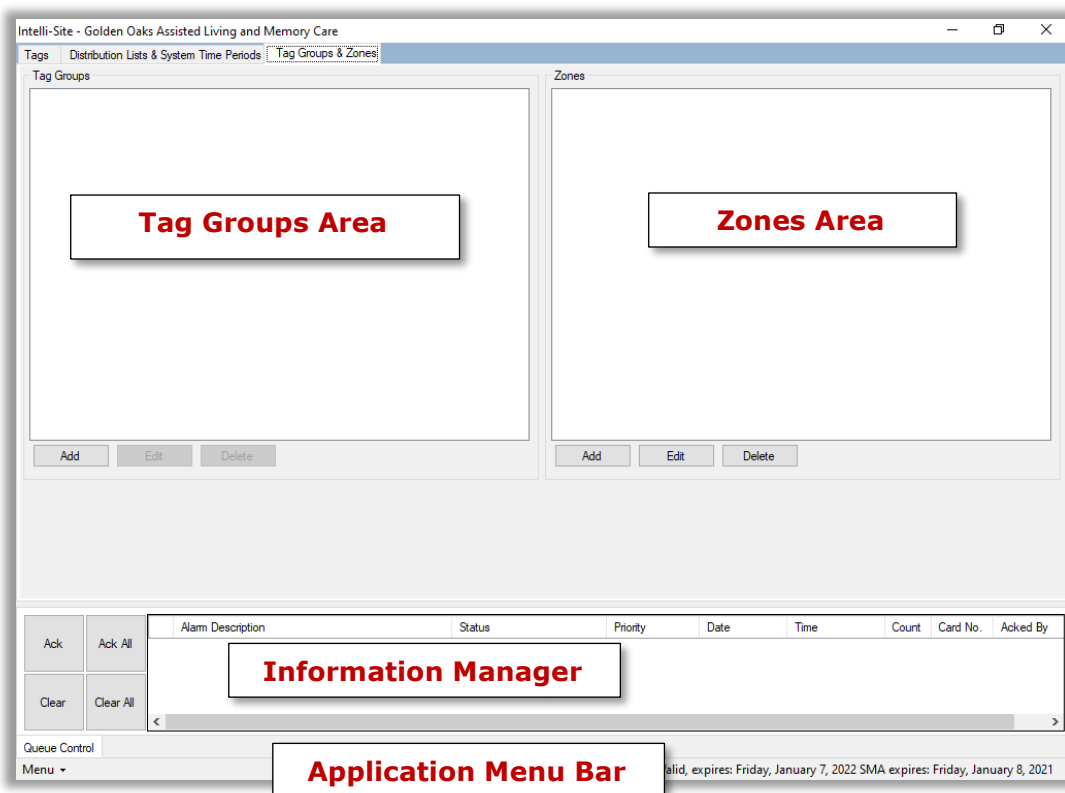 Intelli-Site - Golden Oaks Assisted Living and Memory Care
Tags Distribution Lists & System Time Periods Tag Groups & Zones
Tag Groups Zones
Tag Groups Area Zones Area
Add Edit Delete Add Edit Delete
Alarm Description Status Priority Date Time Count Card No. Acked By
Ack Ack All
Information Manager
Clear Clear All
Queue Control
Menu
Application Menu Bar
expires: Friday, January 7, 2022 SMA expires: Friday, January 8, 2021